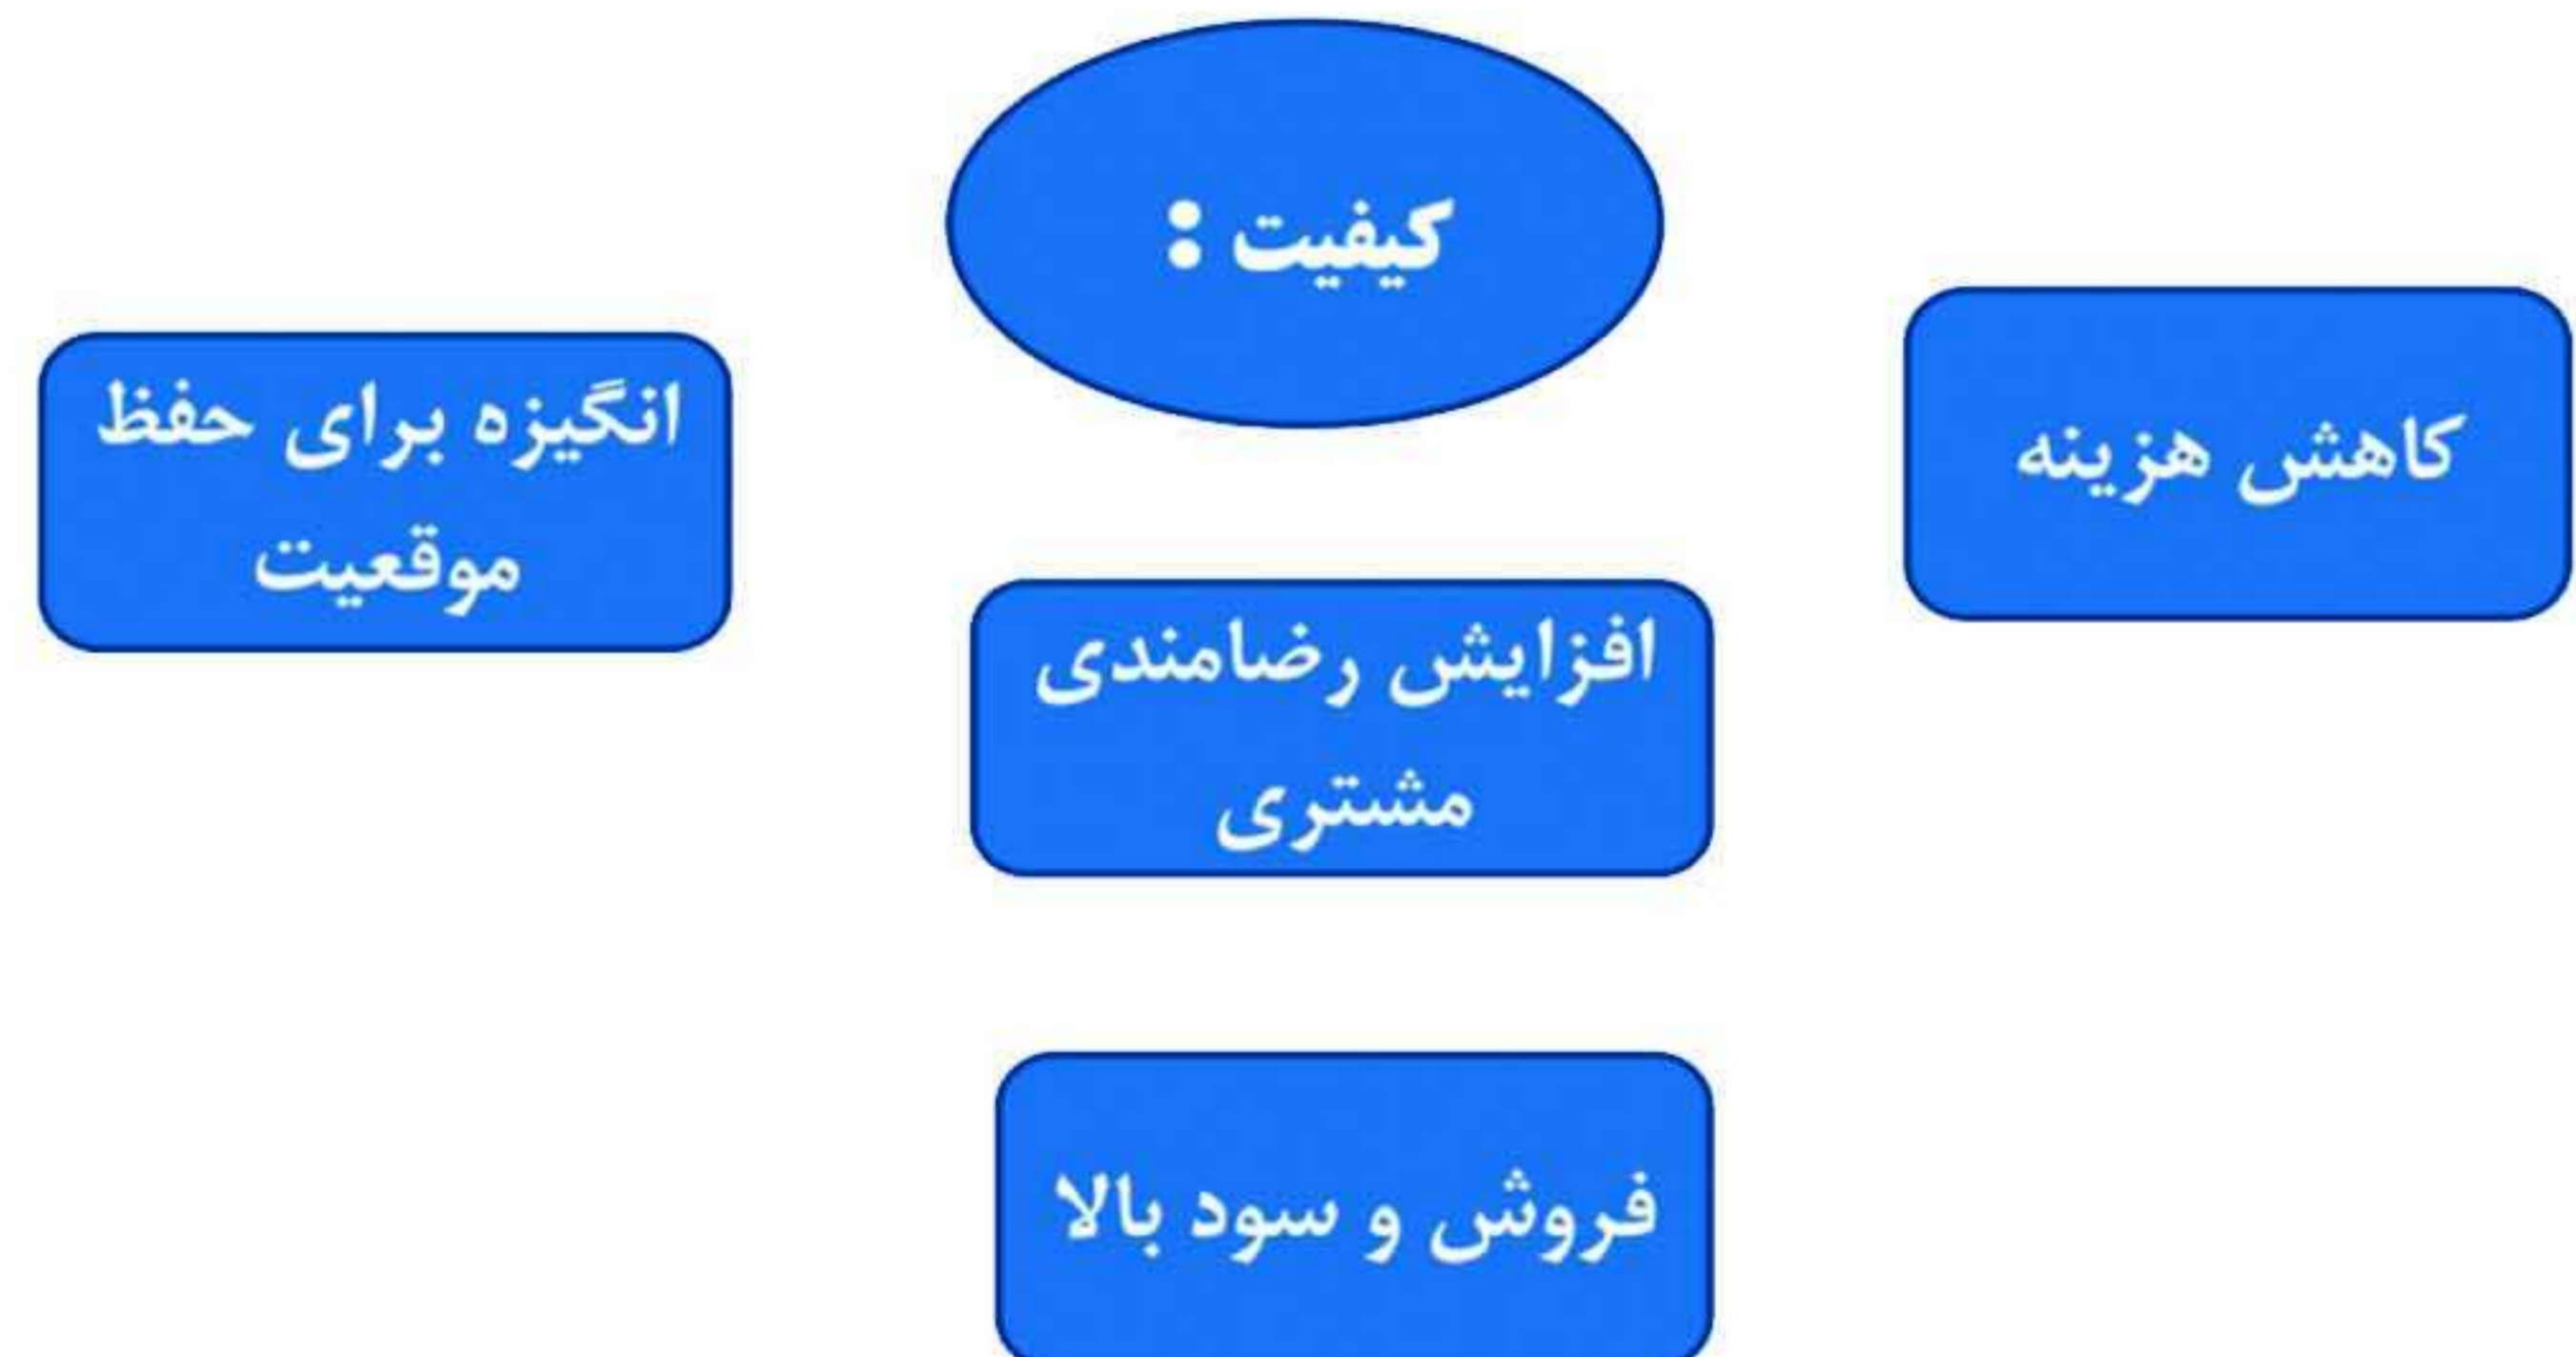 کیفیت :
کاهش هزینه
انگیزه برای حفظ
موقعیت
افزایش رضامندی
مشتری
فروش و سود بالا